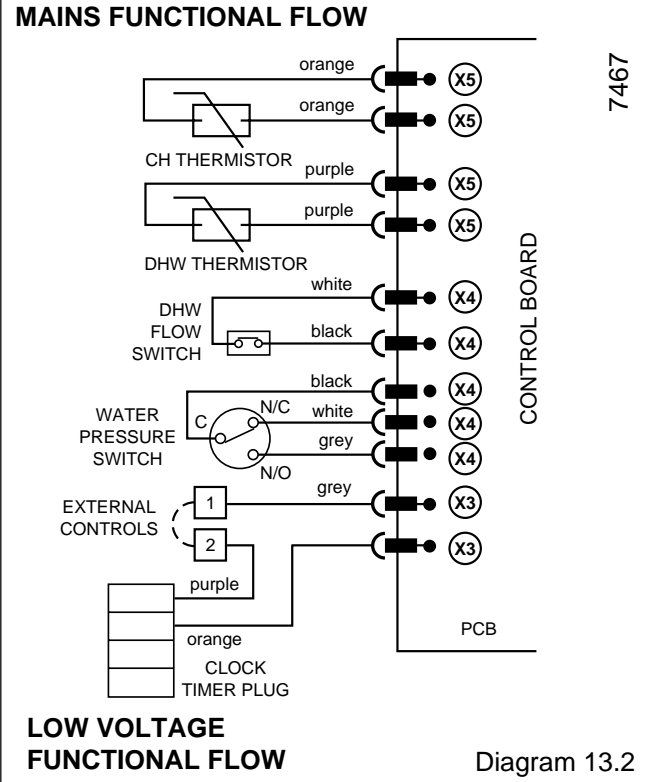 MAINS FUNCTIONAL FLOW
7467
orange
X5
orange
X5
CH THERMISTOR
purple
X5
purple
X5
DHW THERMISTOR
white
X4
DHW
FLOW
SWITCH
black
X4
black
X4
WATER
PRESSURE
SWITCH
C
N/C
white
X4
grey
X4
N/O
CONTROL BOARD
EXTERNAL
CONTROLS
1
grey
X3
2
X3
purple
orange
CLOCK
TIMER PLUG
PCB
LOW VOLTAGE
FUNCTIONAL FLOW
Diagram 13.2